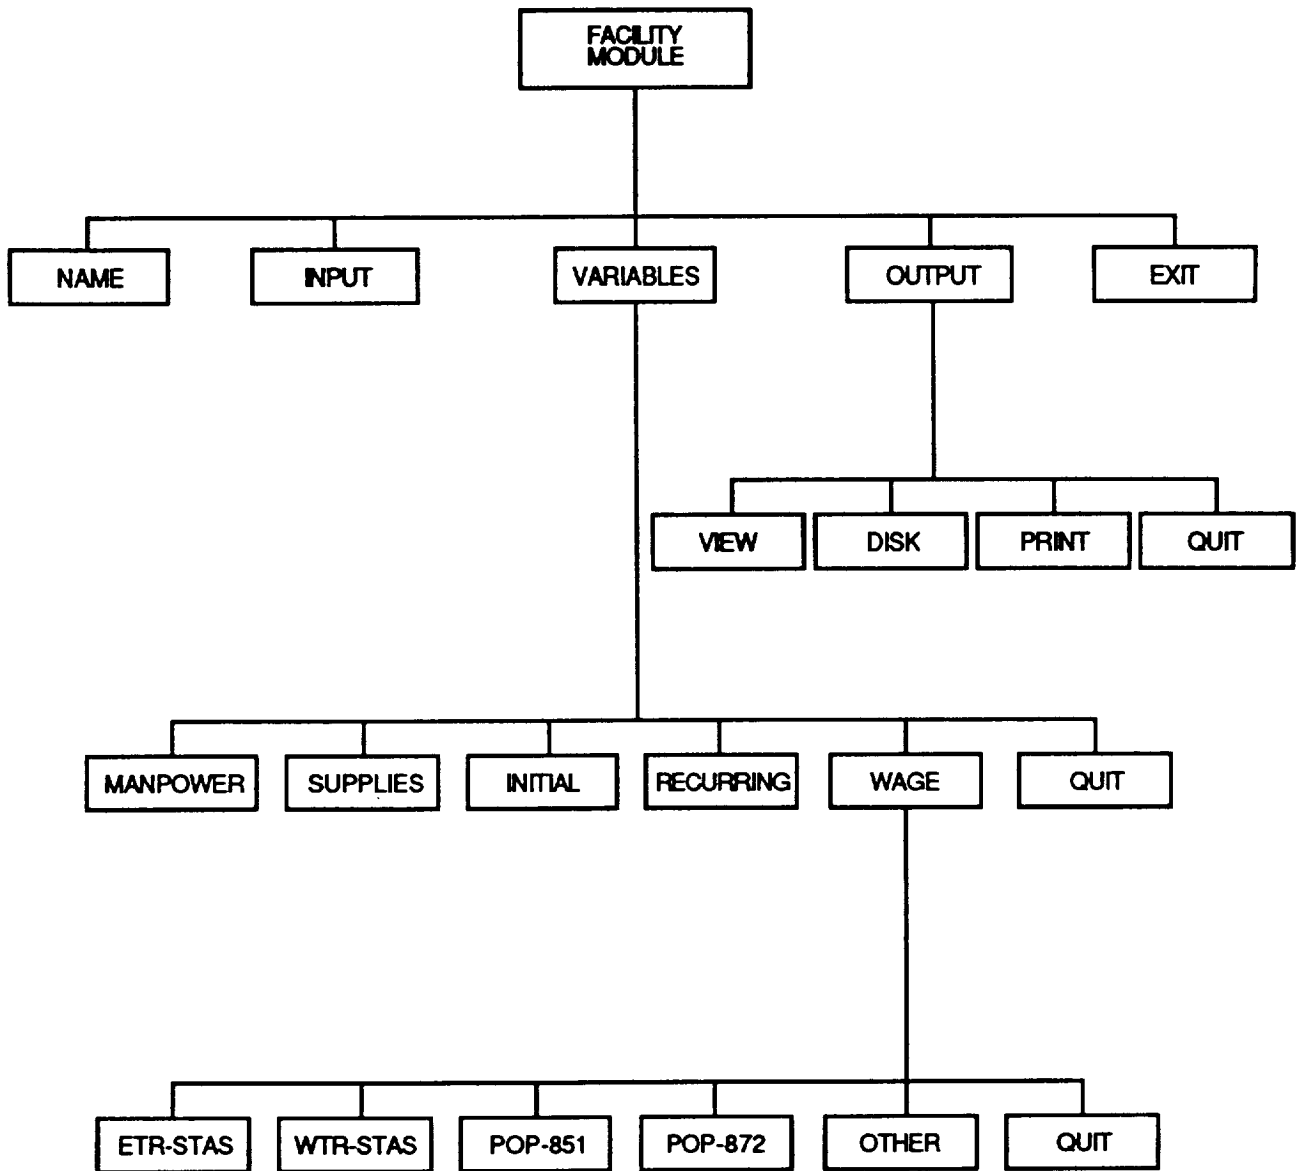 FACILITY
MODULE
NAME
INPUT
VARIABLES
OUTPUT
EXIT
VIEW
DISK
PRINT
QUIT
MANPOWER
SUPPLIES
INITIAL
RECURRING
WAGE
QUIT
ETR-STAS
WTR-STAS
POP-851
POP-872
OTHER
QUIT